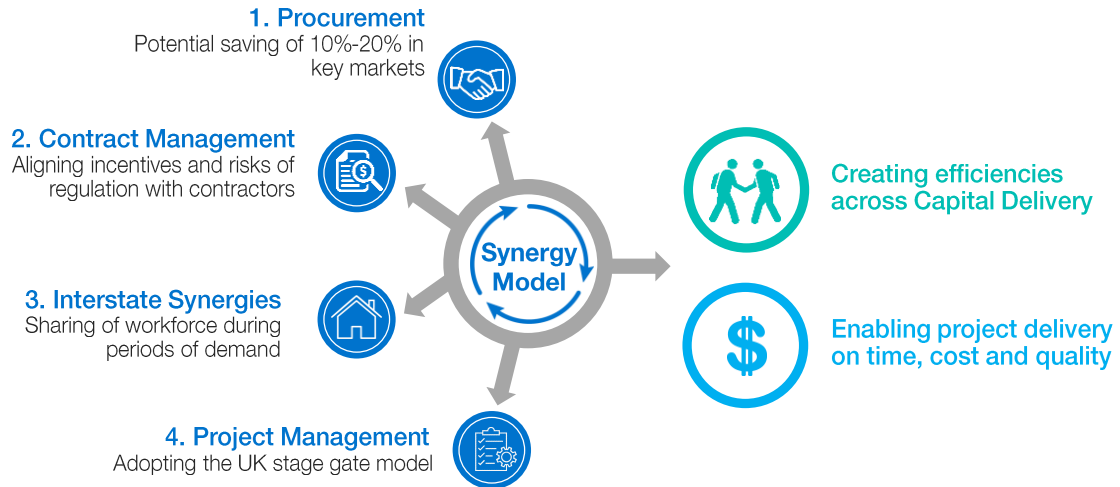 1. Procurement
Potential saving of 10%-20% in
key markets
2. Contract Management
Aligning incentives and risks of
regulation with contractors
3. Interstate Synergies
Sharing of workforce during
periods of demand
4. Project Management
Adopting the UK stage gate model
Synergy
Model
Creating efficiencies
across Capital Delivery
$
Enabling project delivery
on time, cost and quality